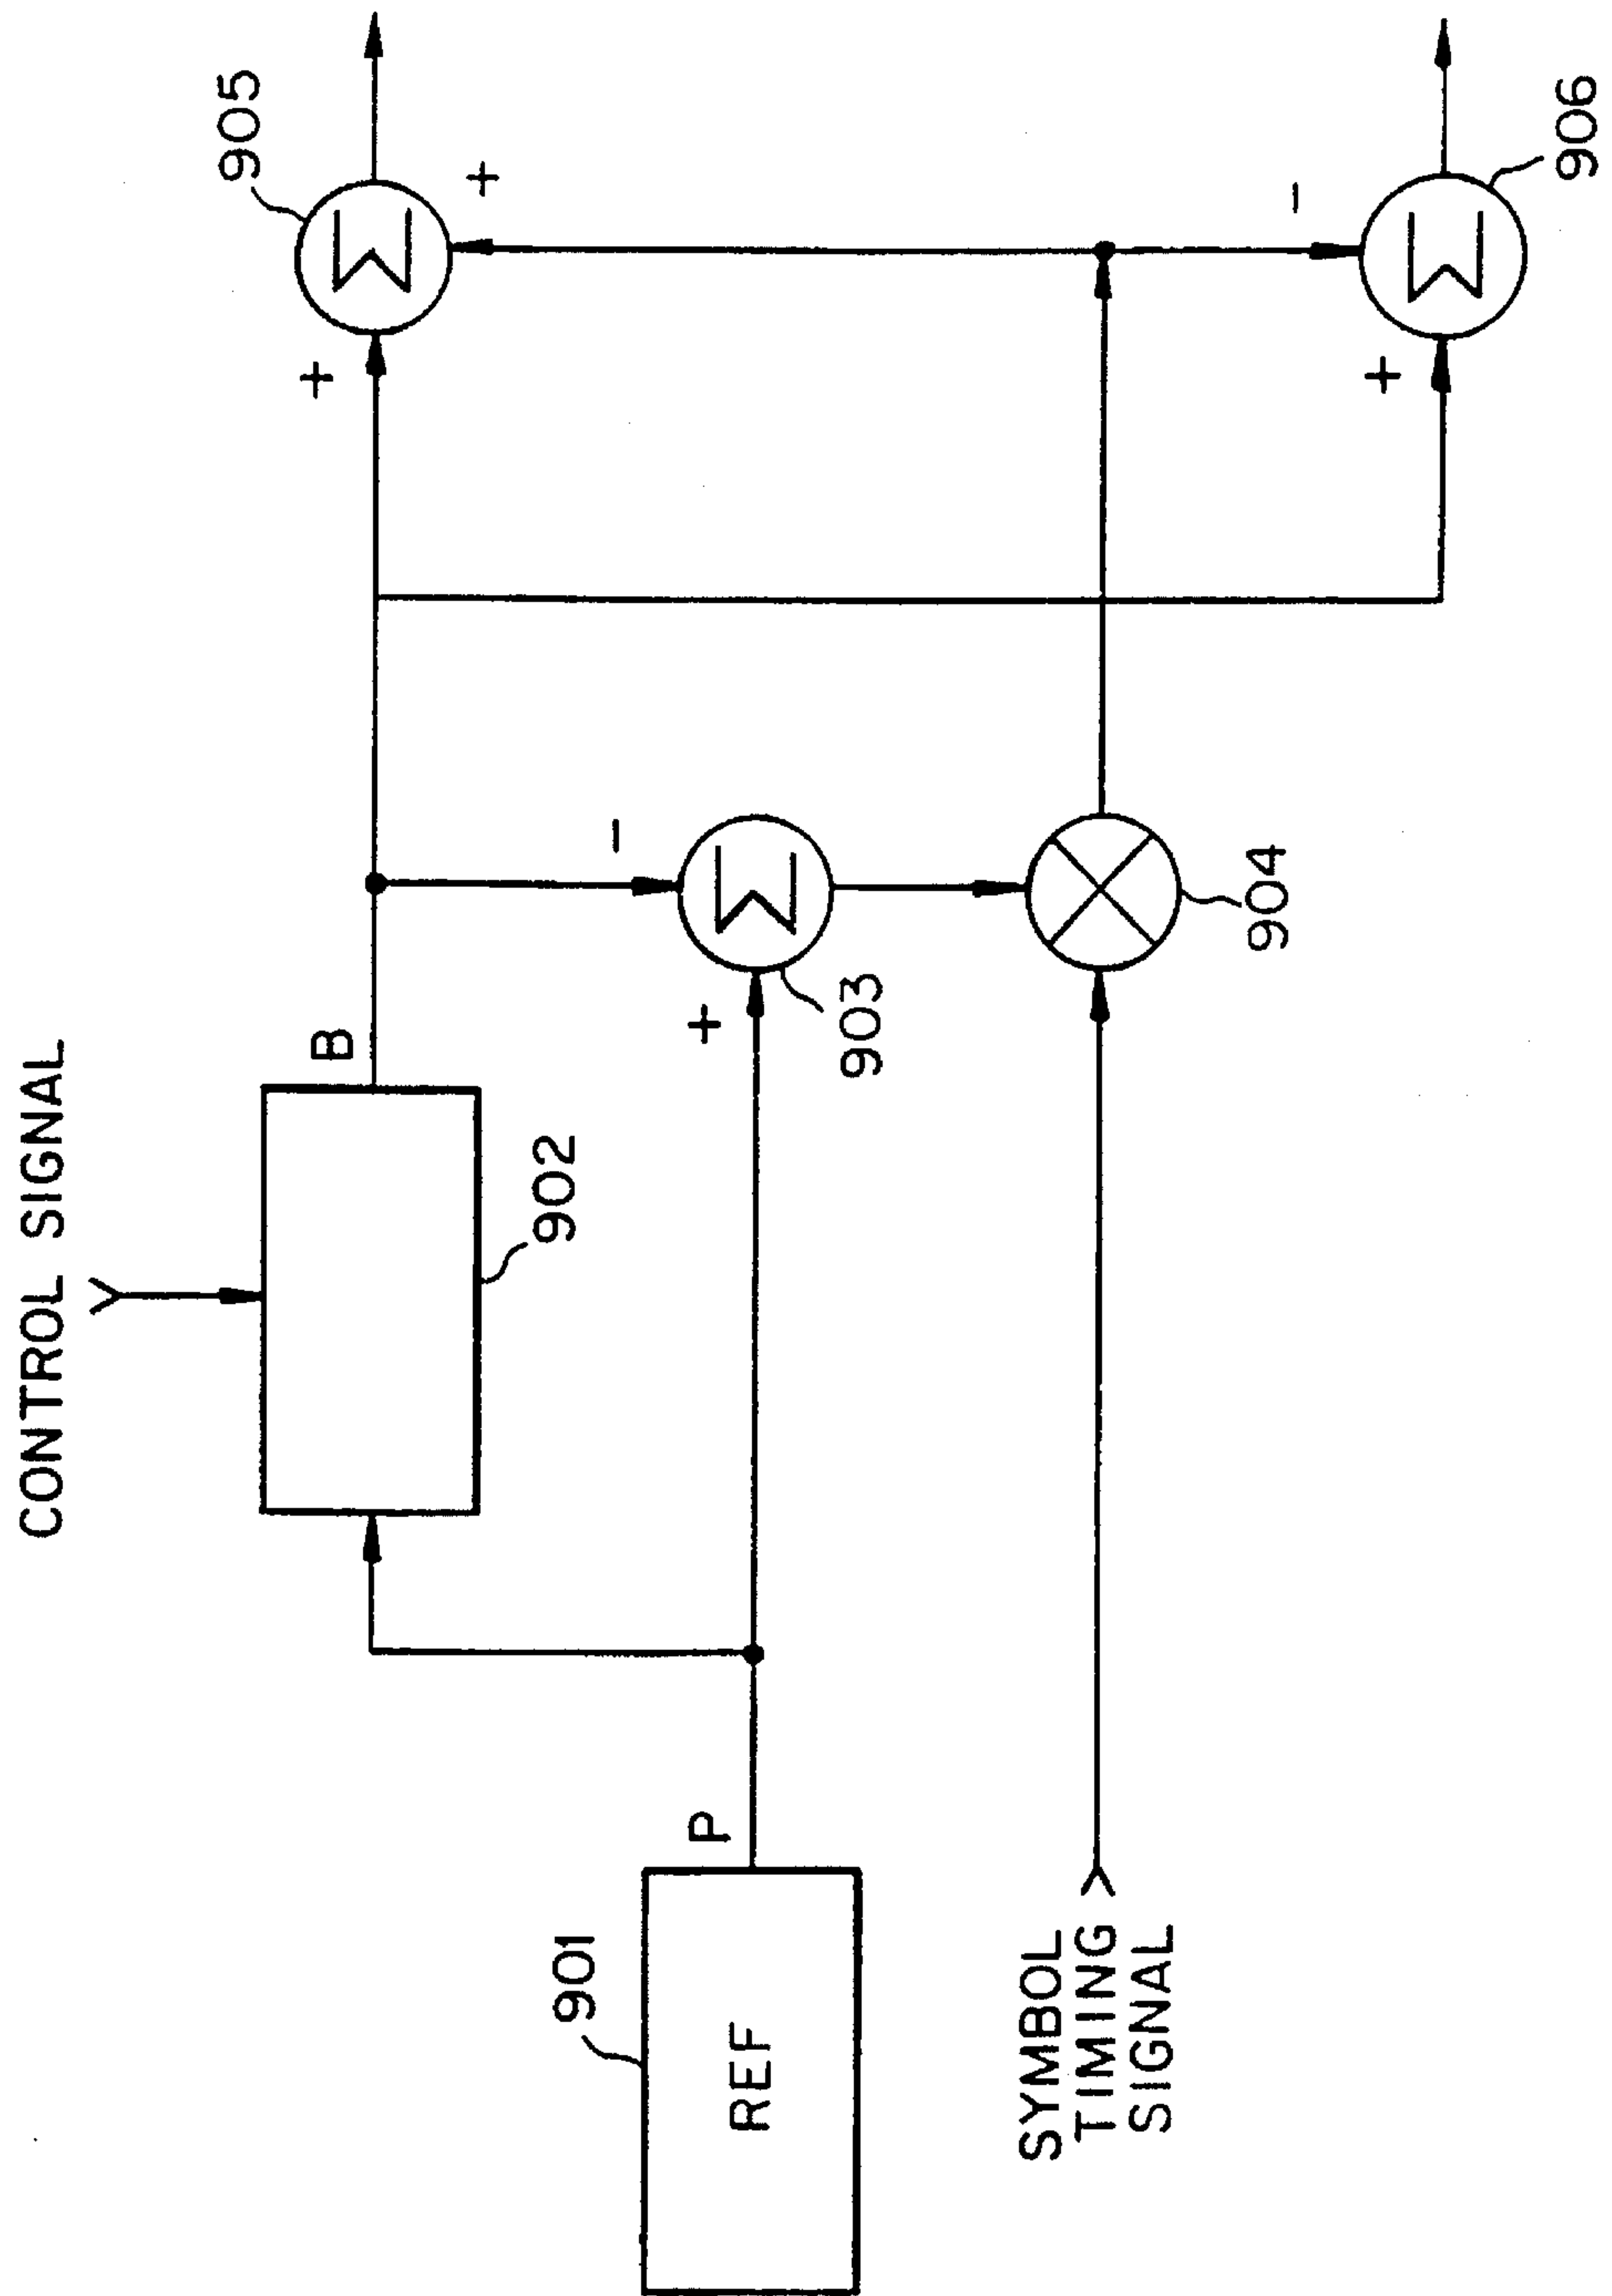 CONTROL SIGNAL
905
+
+
B
902
-
-
+
903
+
906
904
901
P
REF
Σ
Σ
Σ
SYMBOL
TIMING
SIGNAL